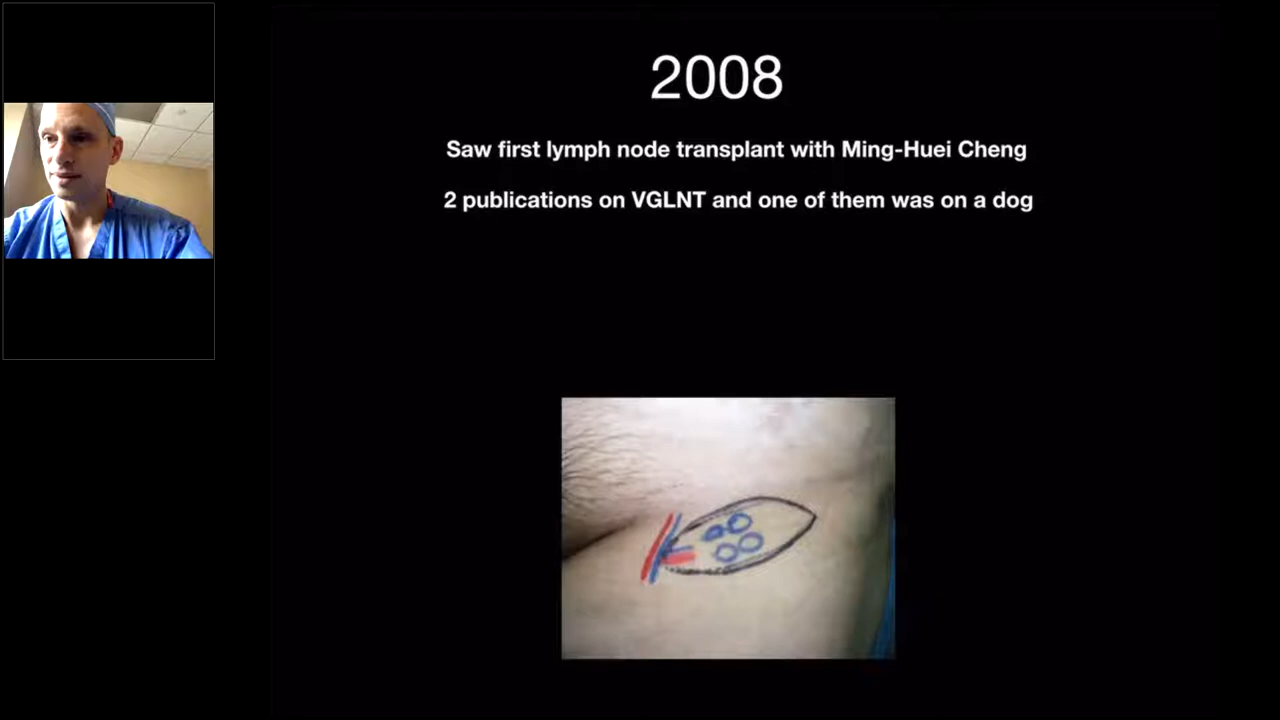 2008
Saw first lymph node transplant with Ming-Huei Cheng
2 publications on VGLNT and one of them was on a dog